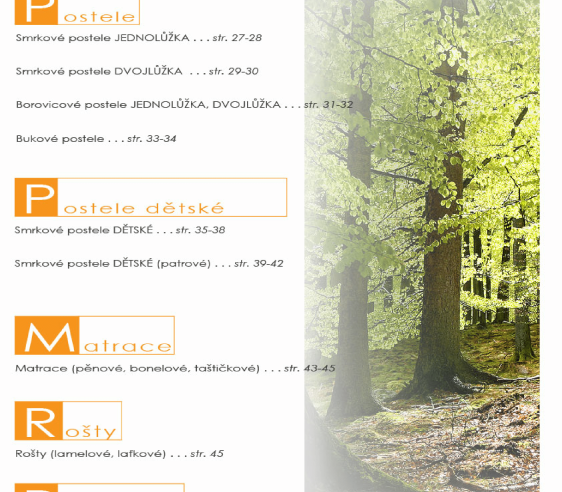 Postele
Smrkové postele JEDNOLŮŽKA . . . str. 27-28
Smrkové postele DVOJLŮŽKA . . . str. 29-30
Borovicové postele JEDNOLŮŽKA, DVOJLŮŽKA . . . str. 31-32
Bukové postele . . . str. 33-34
Postele dětské
Smrkové postele DĚTSKÉ . . . str. 35-38
Smrkové postele DĚTSKÉ (patrové) . . . str. 39-42
Matrace
Matrace (pěnové, bonelové, taštičkové) . . . str. 43-45
Rošty
Rošty (lamelové, laťkové) . . . str. 45